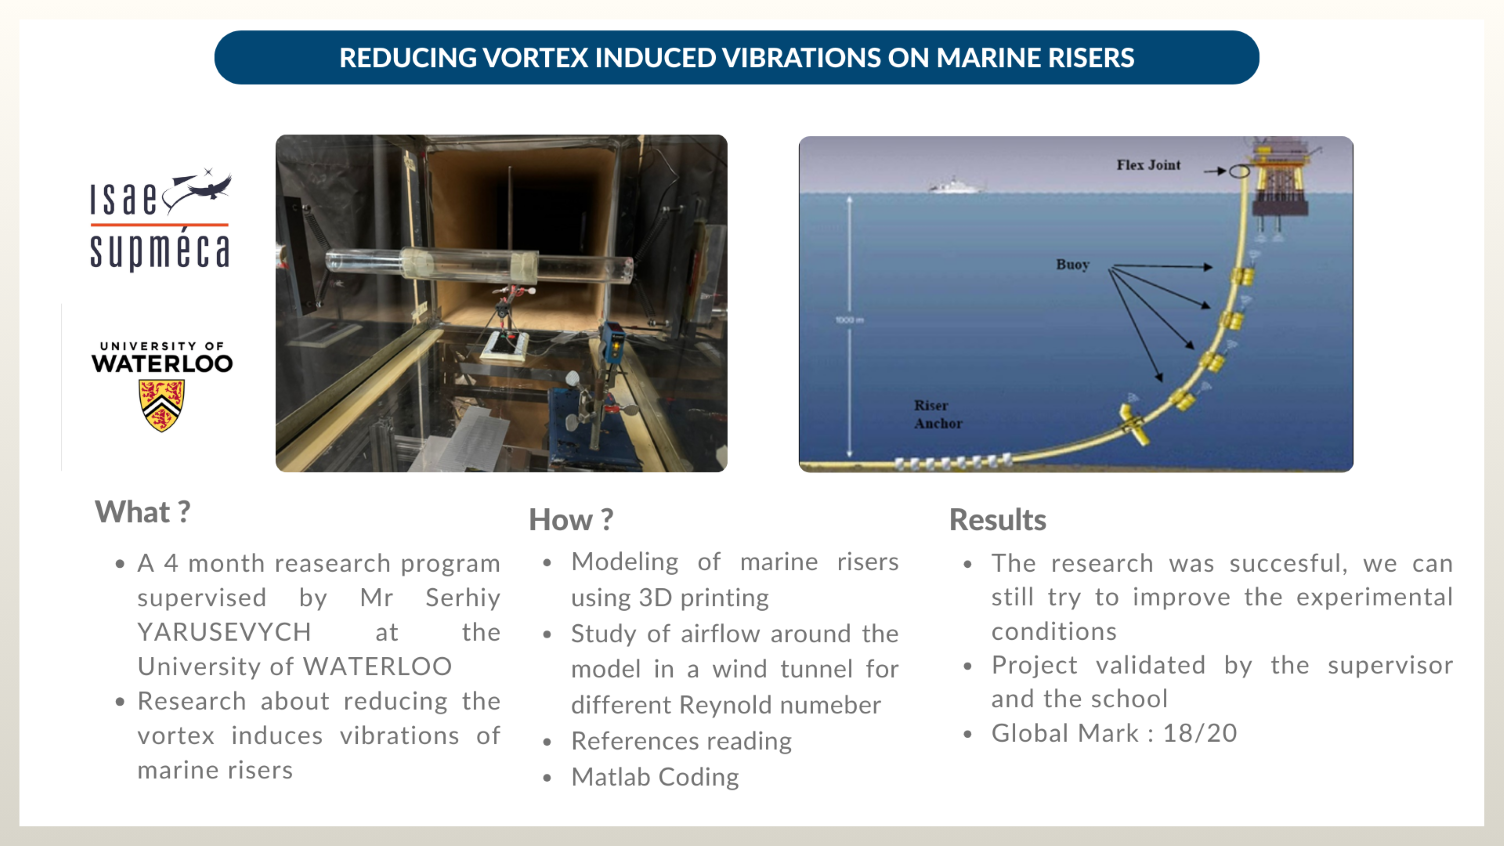 REDUCING VORTEX INDUCED VIBRATIONS ON MARINE RISERS
ısae
supméca
UNIVERSITY OF
WATERLOO
Flex Joint
Buoy
1000 m
Riser
Anchor
What ?
• A 4 month reasearch program
supervised by Mr Serhiy
YARUSEVYCH at the
University of WATERLOO
• Research about reducing the
vortex induces vibrations of
marine risers
How ?
• Modeling of marine risers
using 3D printing
• Study of airflow around the
model in a wind tunnel for
different Reynold numeber
• References reading
• Matlab Coding
Results
• The research was succesful, we can
still try to improve the experimental
conditions
• Project validated by the supervisor
and the school
• Global Mark : 18/20